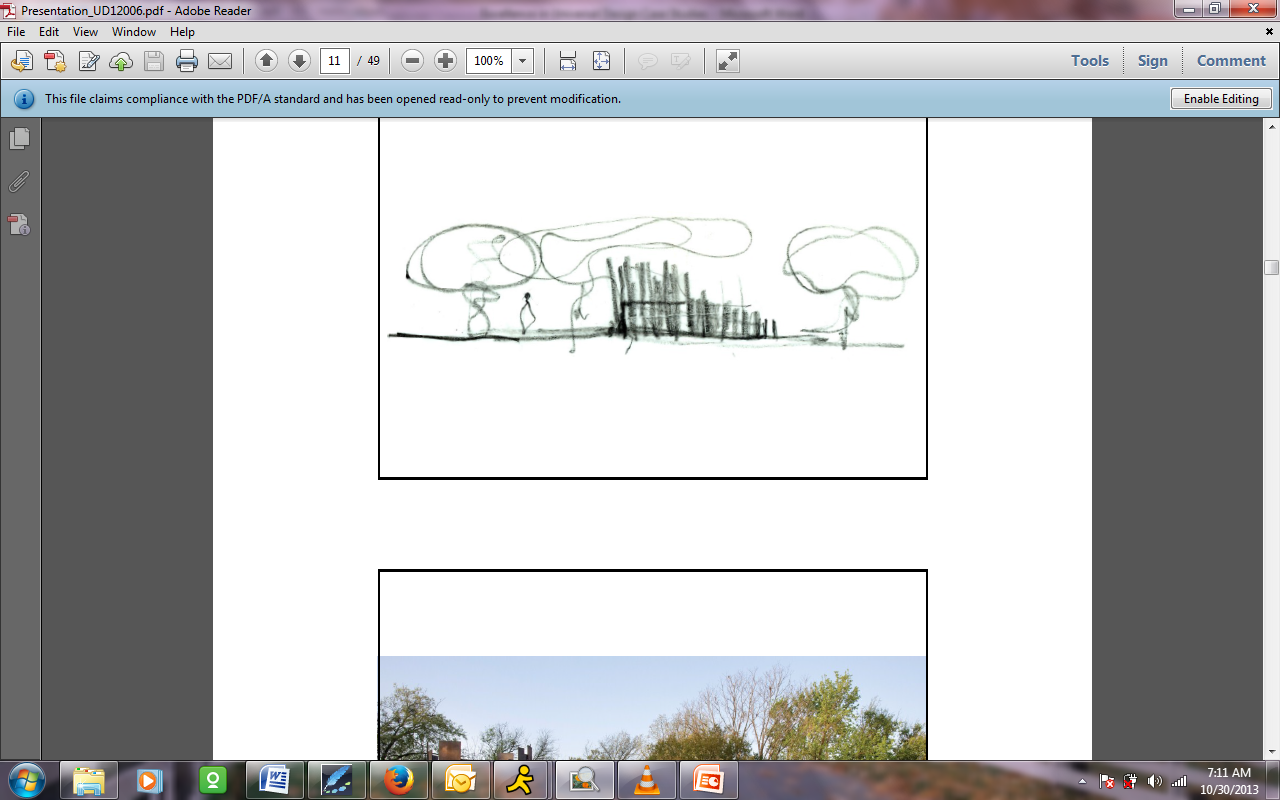 Presentation_UD12006.pdf - Adobe Reader
File Edit View Window Help
11 / 49 100% Tools Sign Comment
This file claims compliance with the PDF/A standard and has been opened read-only to prevent modification. Enable Editing
7:11 AM
10/30/2013